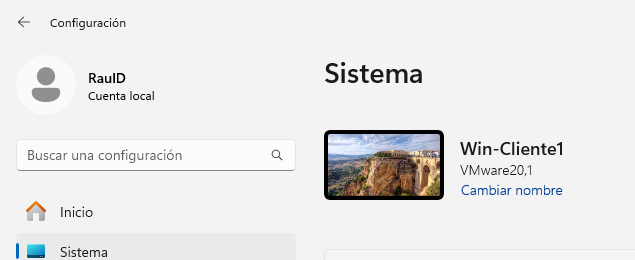 Configuración
RaulD
Cuenta local
Buscar una configuración
Inicio
Sistema
Sistema
Win-Cliente1
VMware20,1
Cambiar nombre